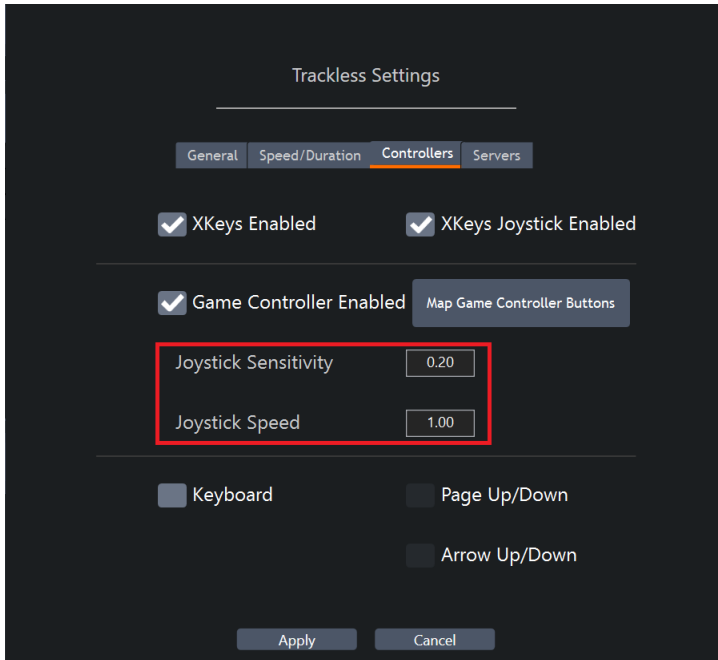 Trackless Settings
General Speed/Duration Controllers Servers
XKeys Enabled XKeys Joystick Enabled
Game Controller Enabled Map Game Controller Buttons
Joystick Sensitivity 0.20
Joystick Speed 1.00
Keyboard Page Up/Down
Arrow Up/Down
Apply Cancel